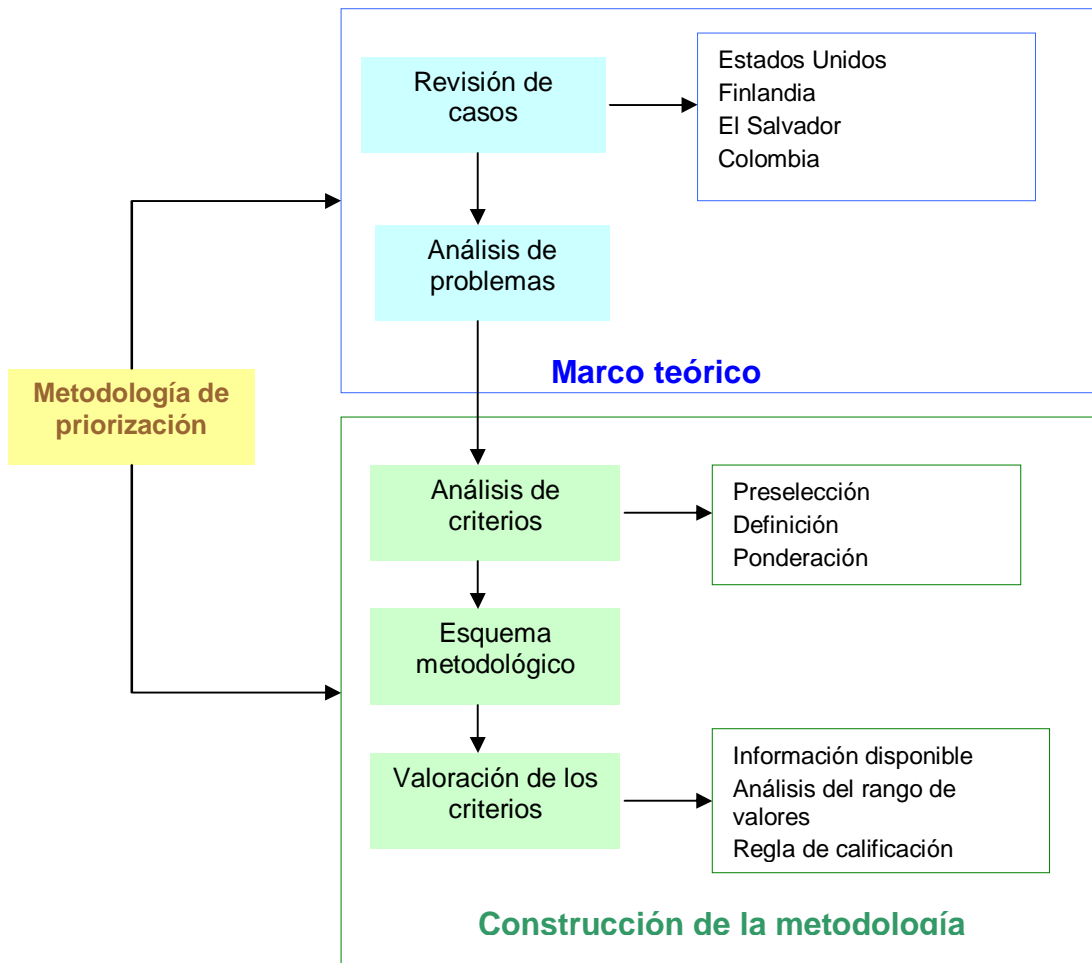 Revisión de
casos
Estados Unidos
Finlandia
El Salvador
Colombia
Análisis de
problemas
Marco teórico
Metodología de
priorización
Análisis de
criterios
Preselección
Definición
Ponderación
Esquema
metodológico
Valoración de los
criterios
Información disponible
Análisis del rango de
valores
Regla de calificación
Construcción de la metodología